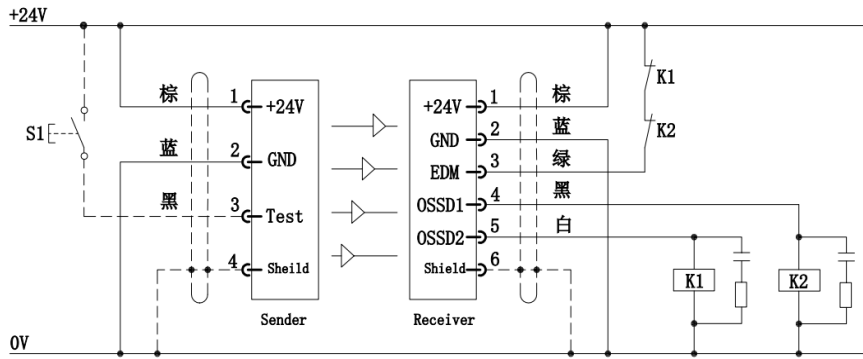 +24V
S1
棕
蓝
黑
1
2
3
4
+24V
GND
Test
Sheild
Sender
+24V
GND
EDM
OSSD1
OSSD2
Shield
Receiver
1
2
3
4
5
6
棕
蓝
绿
黑
白
K1
K2
K1
K2
0V